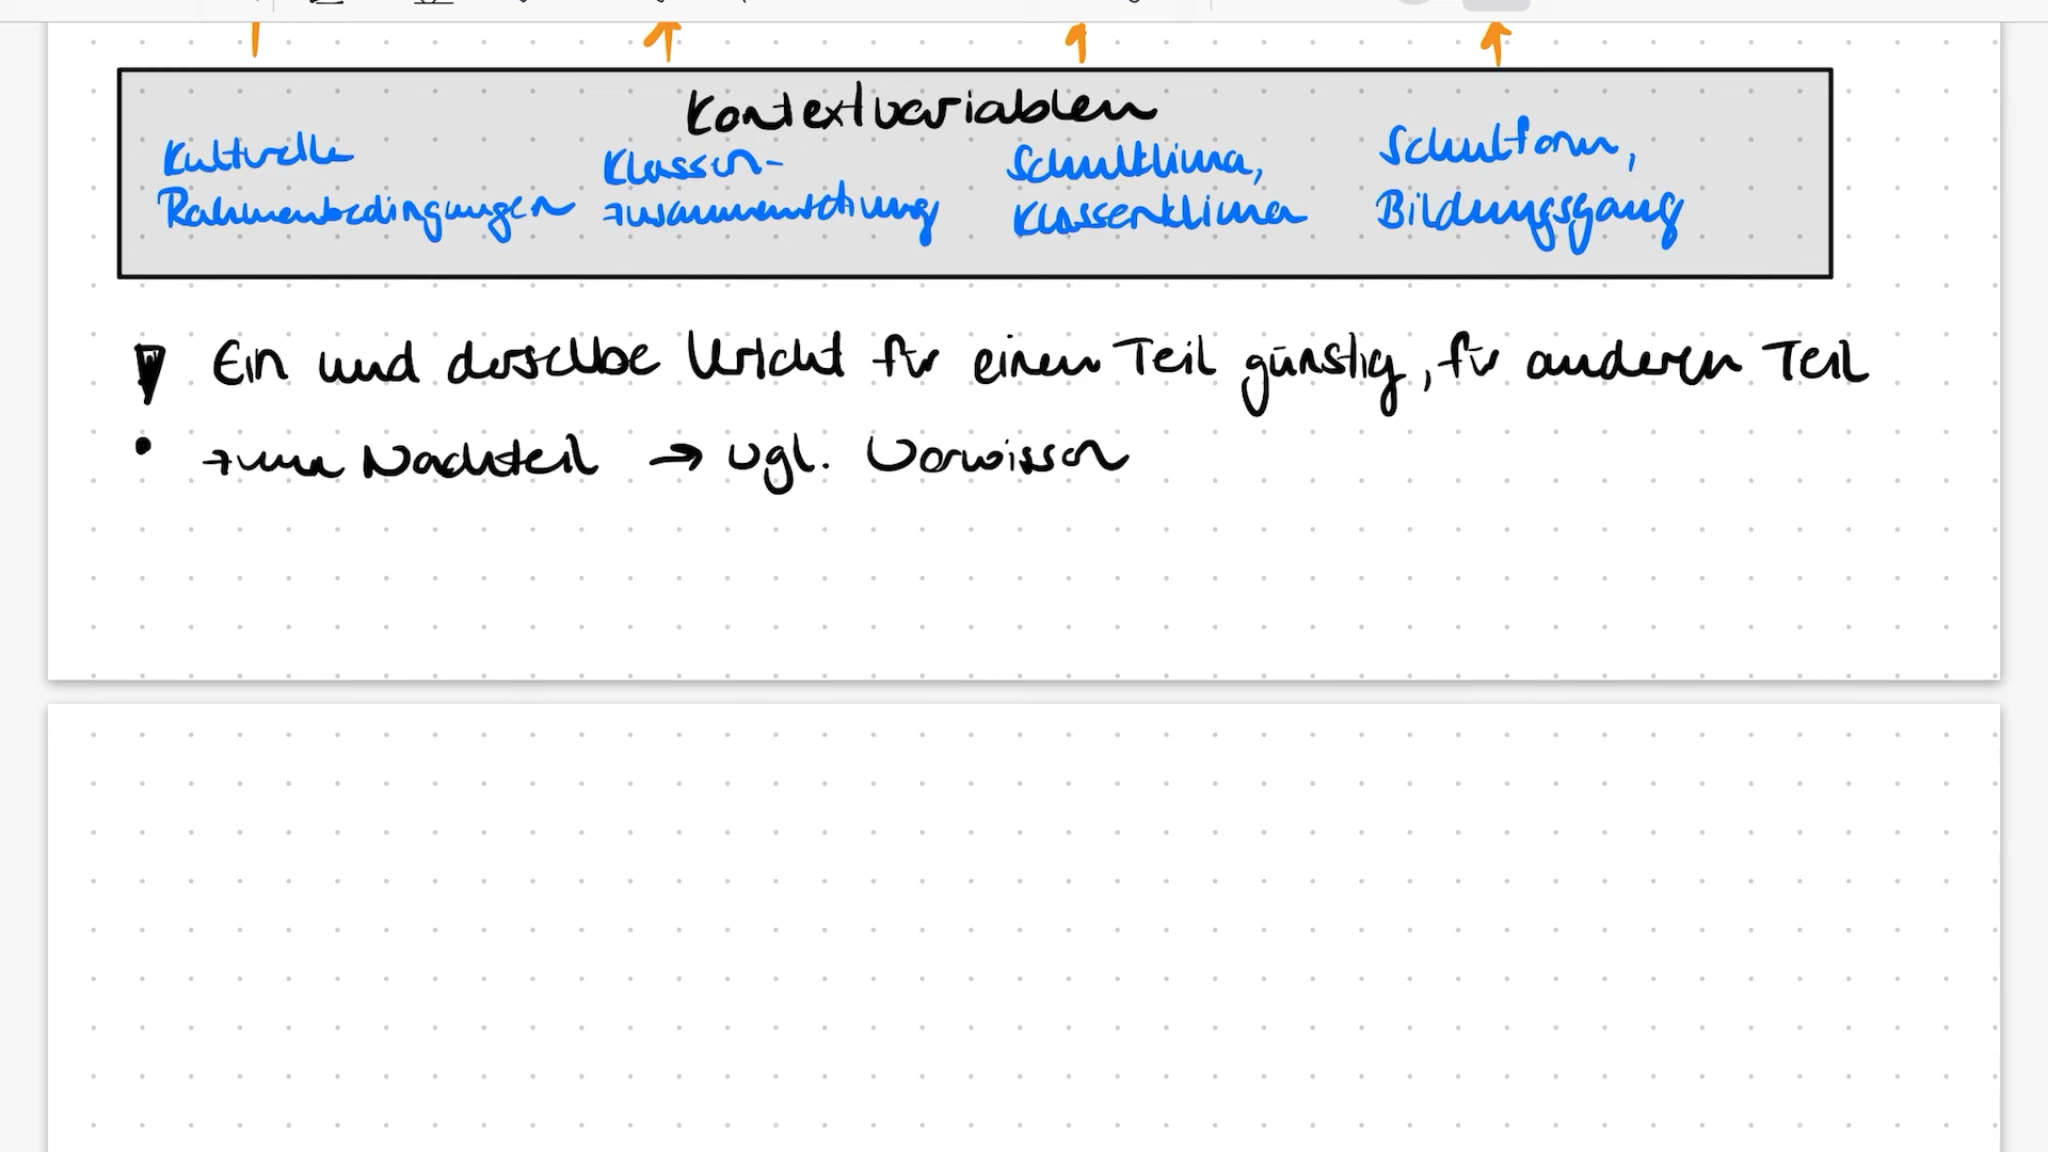 Kontextvariablen
Kulturelle
Rahmenbedingungen
Klassen-
zusammensetzung
Schulklima,
Klassenklima
Schulform,
Bildungsgang
! Ein und derselbe Uricht für einen Teil günstig, für anderen Teil
zum Nachteil → vgl. Vorwissen